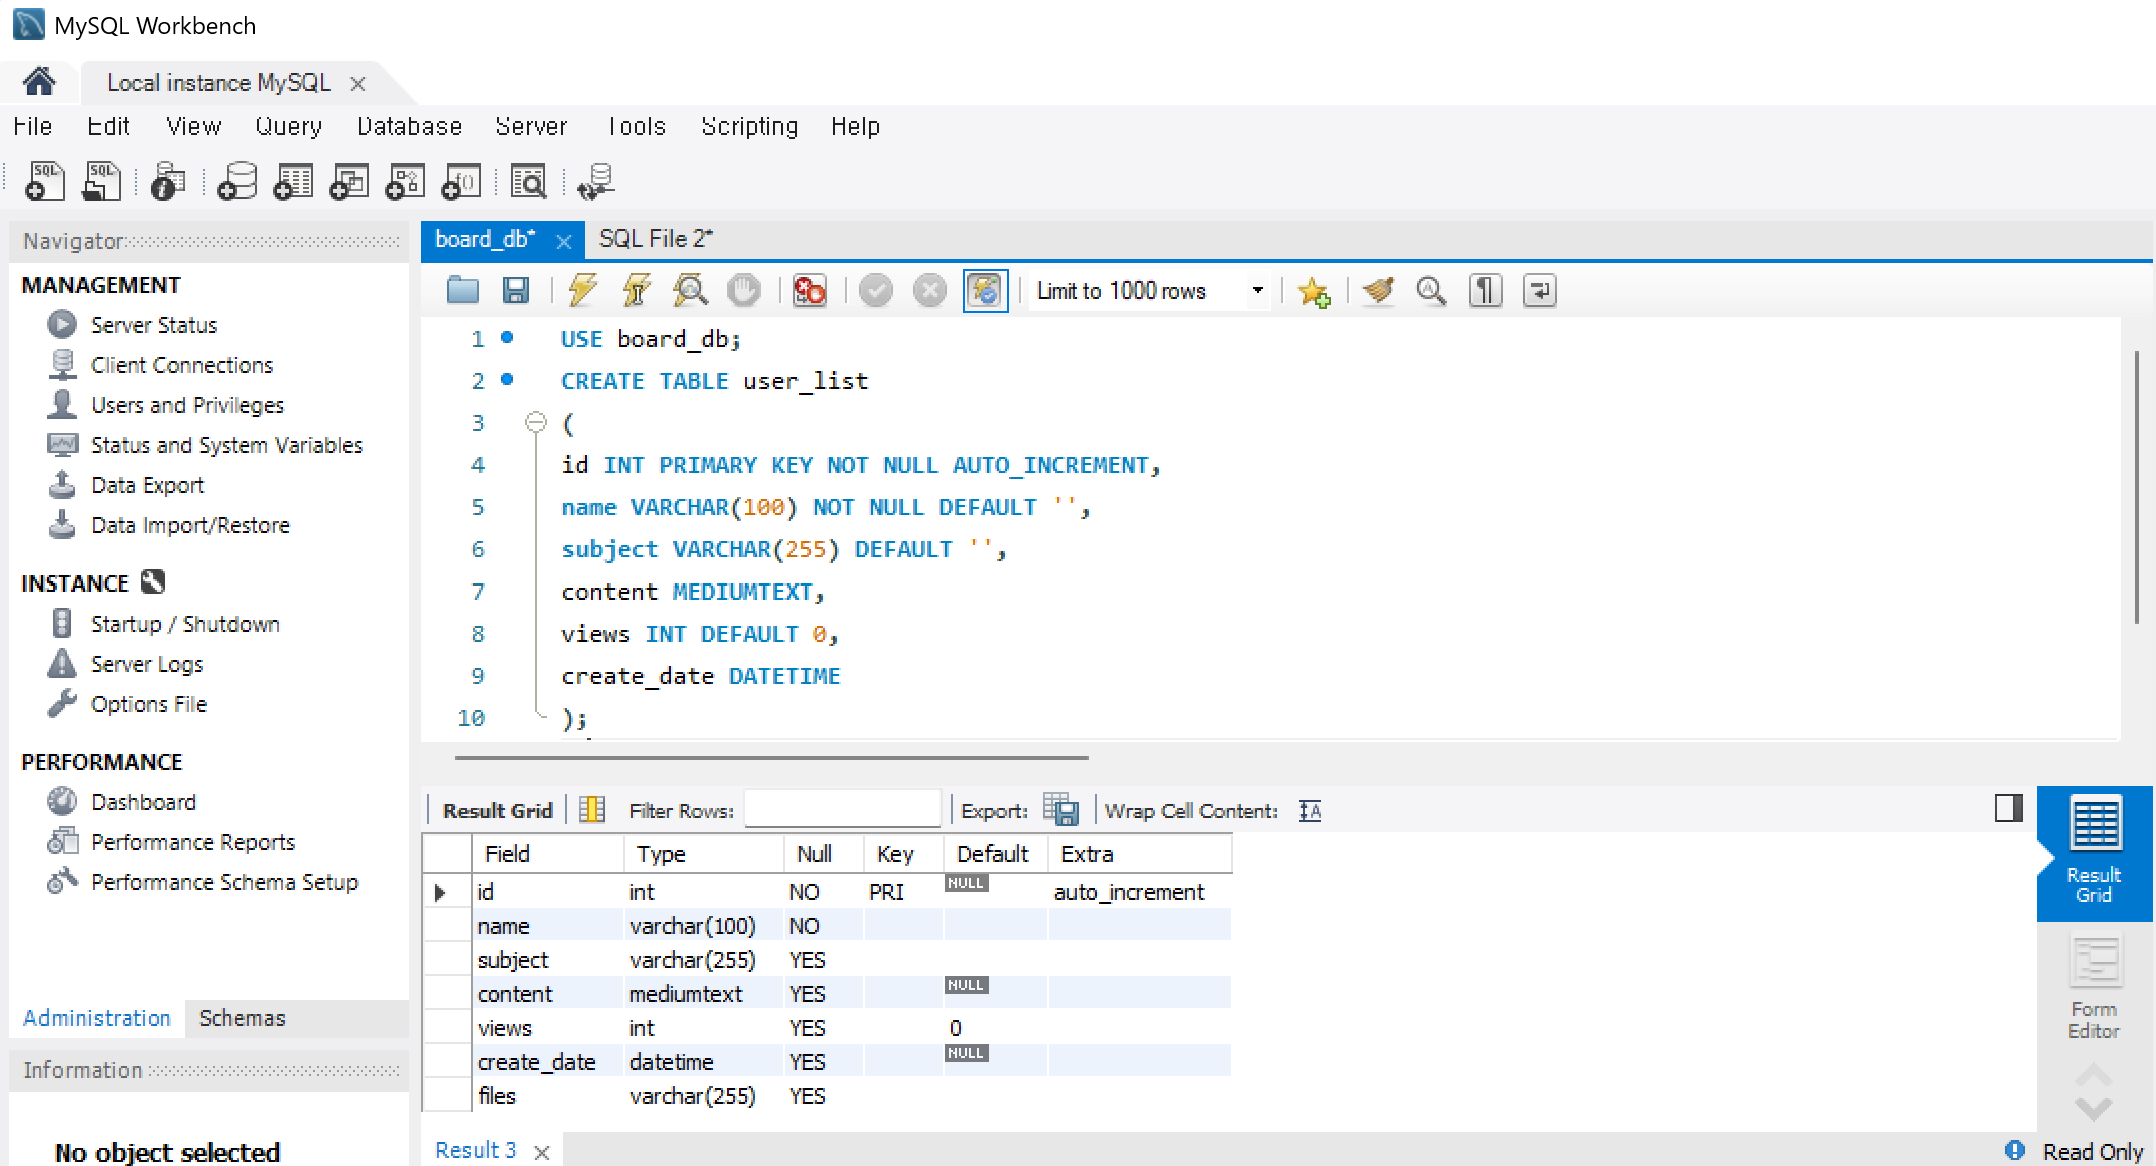 MySQL Workbench
Local instance MySQL
File Edit View Query Database Server Tools Scripting Help
Navigator
MANAGEMENT
Server Status
Client Connections
Users and Privileges
Status and System Variables
Data Export
Data Import/Restore
INSTANCE
Startup / Shutdown
Server Logs
Options File
PERFORMANCE
Dashboard
Performance Reports
Performance Schema Setup
Administration Schemas
Information
No object selected
board_db* SQL File 2*
Limit to 1000 rows
1 USE board_db;
2 CREATE TABLE user_list
3 (
4 id INT PRIMARY KEY NOT NULL AUTO_INCREMENT,
5 name VARCHAR(100) NOT NULL DEFAULT '',
6 subject VARCHAR(255) DEFAULT '',
7 content MEDIUMTEXT,
8 views INT DEFAULT 0,
9 create_date DATETIME
10 );
Result Grid Filter Rows: Export: Wrap Cell Content:
Field Type Null Key Default Extra
id int NO PRI NULL auto_increment
name varchar(100) NO
subject varchar(255) YES
content mediumtext YES NULL
views int YES 0
create_date datetime YES NULL
files varchar(255) YES
Result
Grid
Form
Editor
Result 3
Read Only